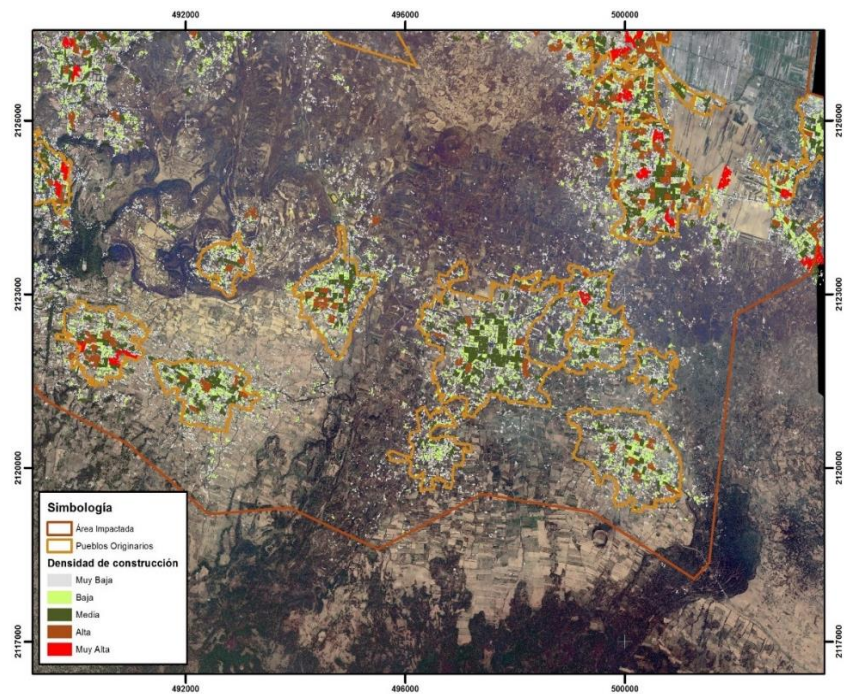 492000
496000
500000
2126000
2126000
2123000
2123000
2120000
2120000
2117000
2117000
Simbología
Área Impactada
Pueblos Originarios
Densidad de construcción
Muy Baja
Baja
Media
Alta
Muy Alta
492000
496000
500000